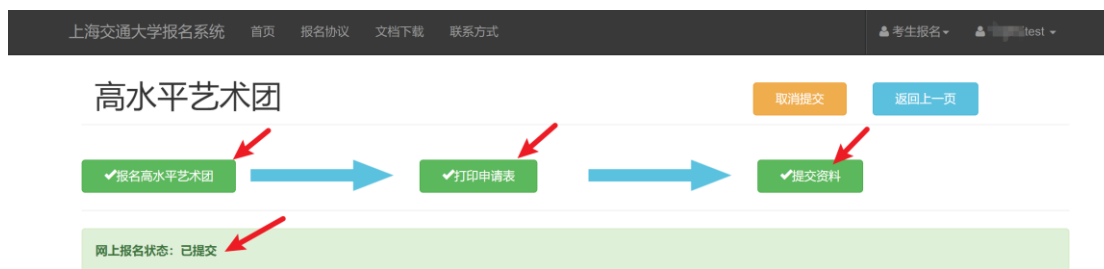 上海交通大学报名系统 首页 报名协议 文档下载 联系方式 考生报名 test
高水平艺术团 取消提交 返回上一页
报名高水平艺术团 打印申请表 提交资料
网上报名状态：已提交